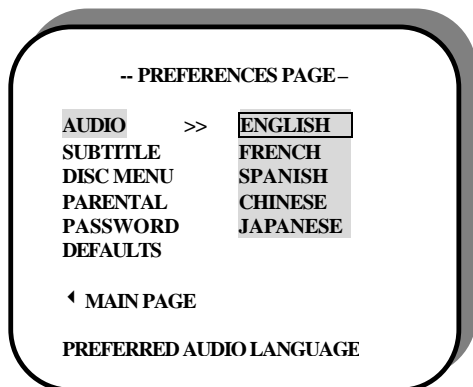 -- PREFERENCES PAGE–
AUDIO >> ENGLISH
SUBTITLE FRENCH
DISC MENU SPANISH
PARENTAL CHINESE
PASSWORD JAPANESE
DEFAULTS
MAIN PAGE
PREFERRED AUDIO LANGUAGE